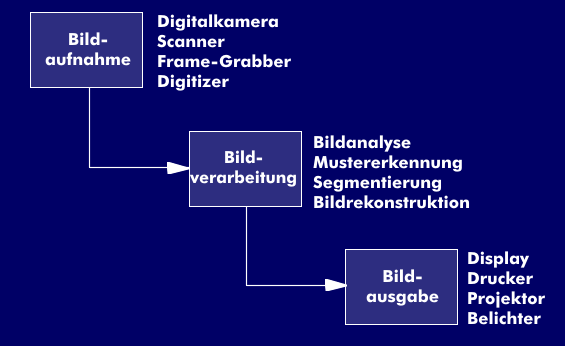 Bild-
aufnahme
Digitalkamera
Scanner
Frame-Grabber
Digitizer
Bild-
verarbeitung
Bildanalyse
Mustererkennung
Segmentierung
Bildrekonstruktion
Bild-
ausgabe
Display
Drucker
Projektor
Belichter